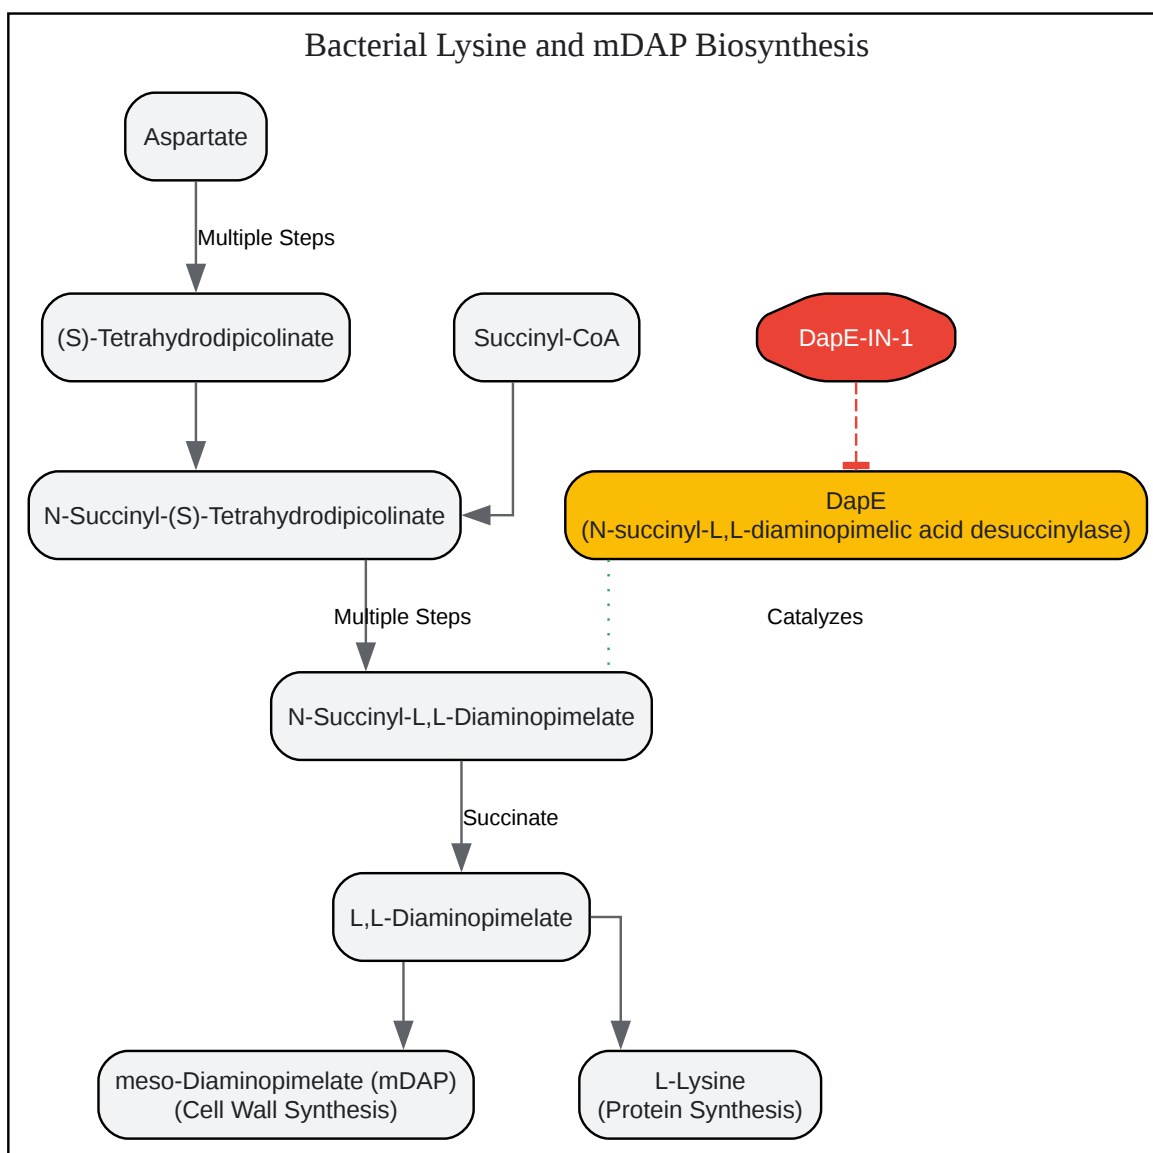 Bacterial Lysine and mDAP Biosynthesis
Aspartate
Multiple Steps
(S)-Tetrahydrodipicolinate
Succinyl-CoA
DapE-IN-1
N-Succinyl-(S)-Tetrahydrodipicolinate
DapE
(N-succinyl-L,L-diaminopimelic acid desuccinylase)
Multiple Steps
Catalyzes
N-Succinyl-L,L-Diaminopimelate
Succinate
L,L-Diaminopimelate
meso-Diaminopimelate (mDAP)
(Cell Wall Synthesis)
L-Lysine
(Protein Synthesis)